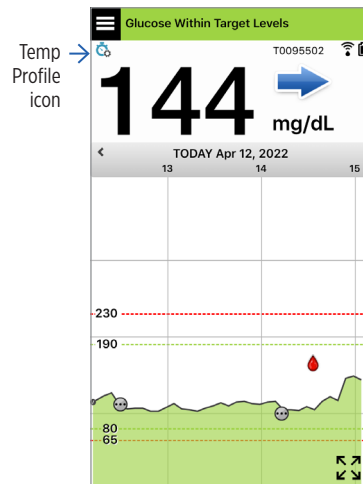 Glucose Within Target Levels
Temp
Profile
icon
T0095502
144
mg/dL
TODAY Apr 12, 2022
13 14 15
230
190
80
65